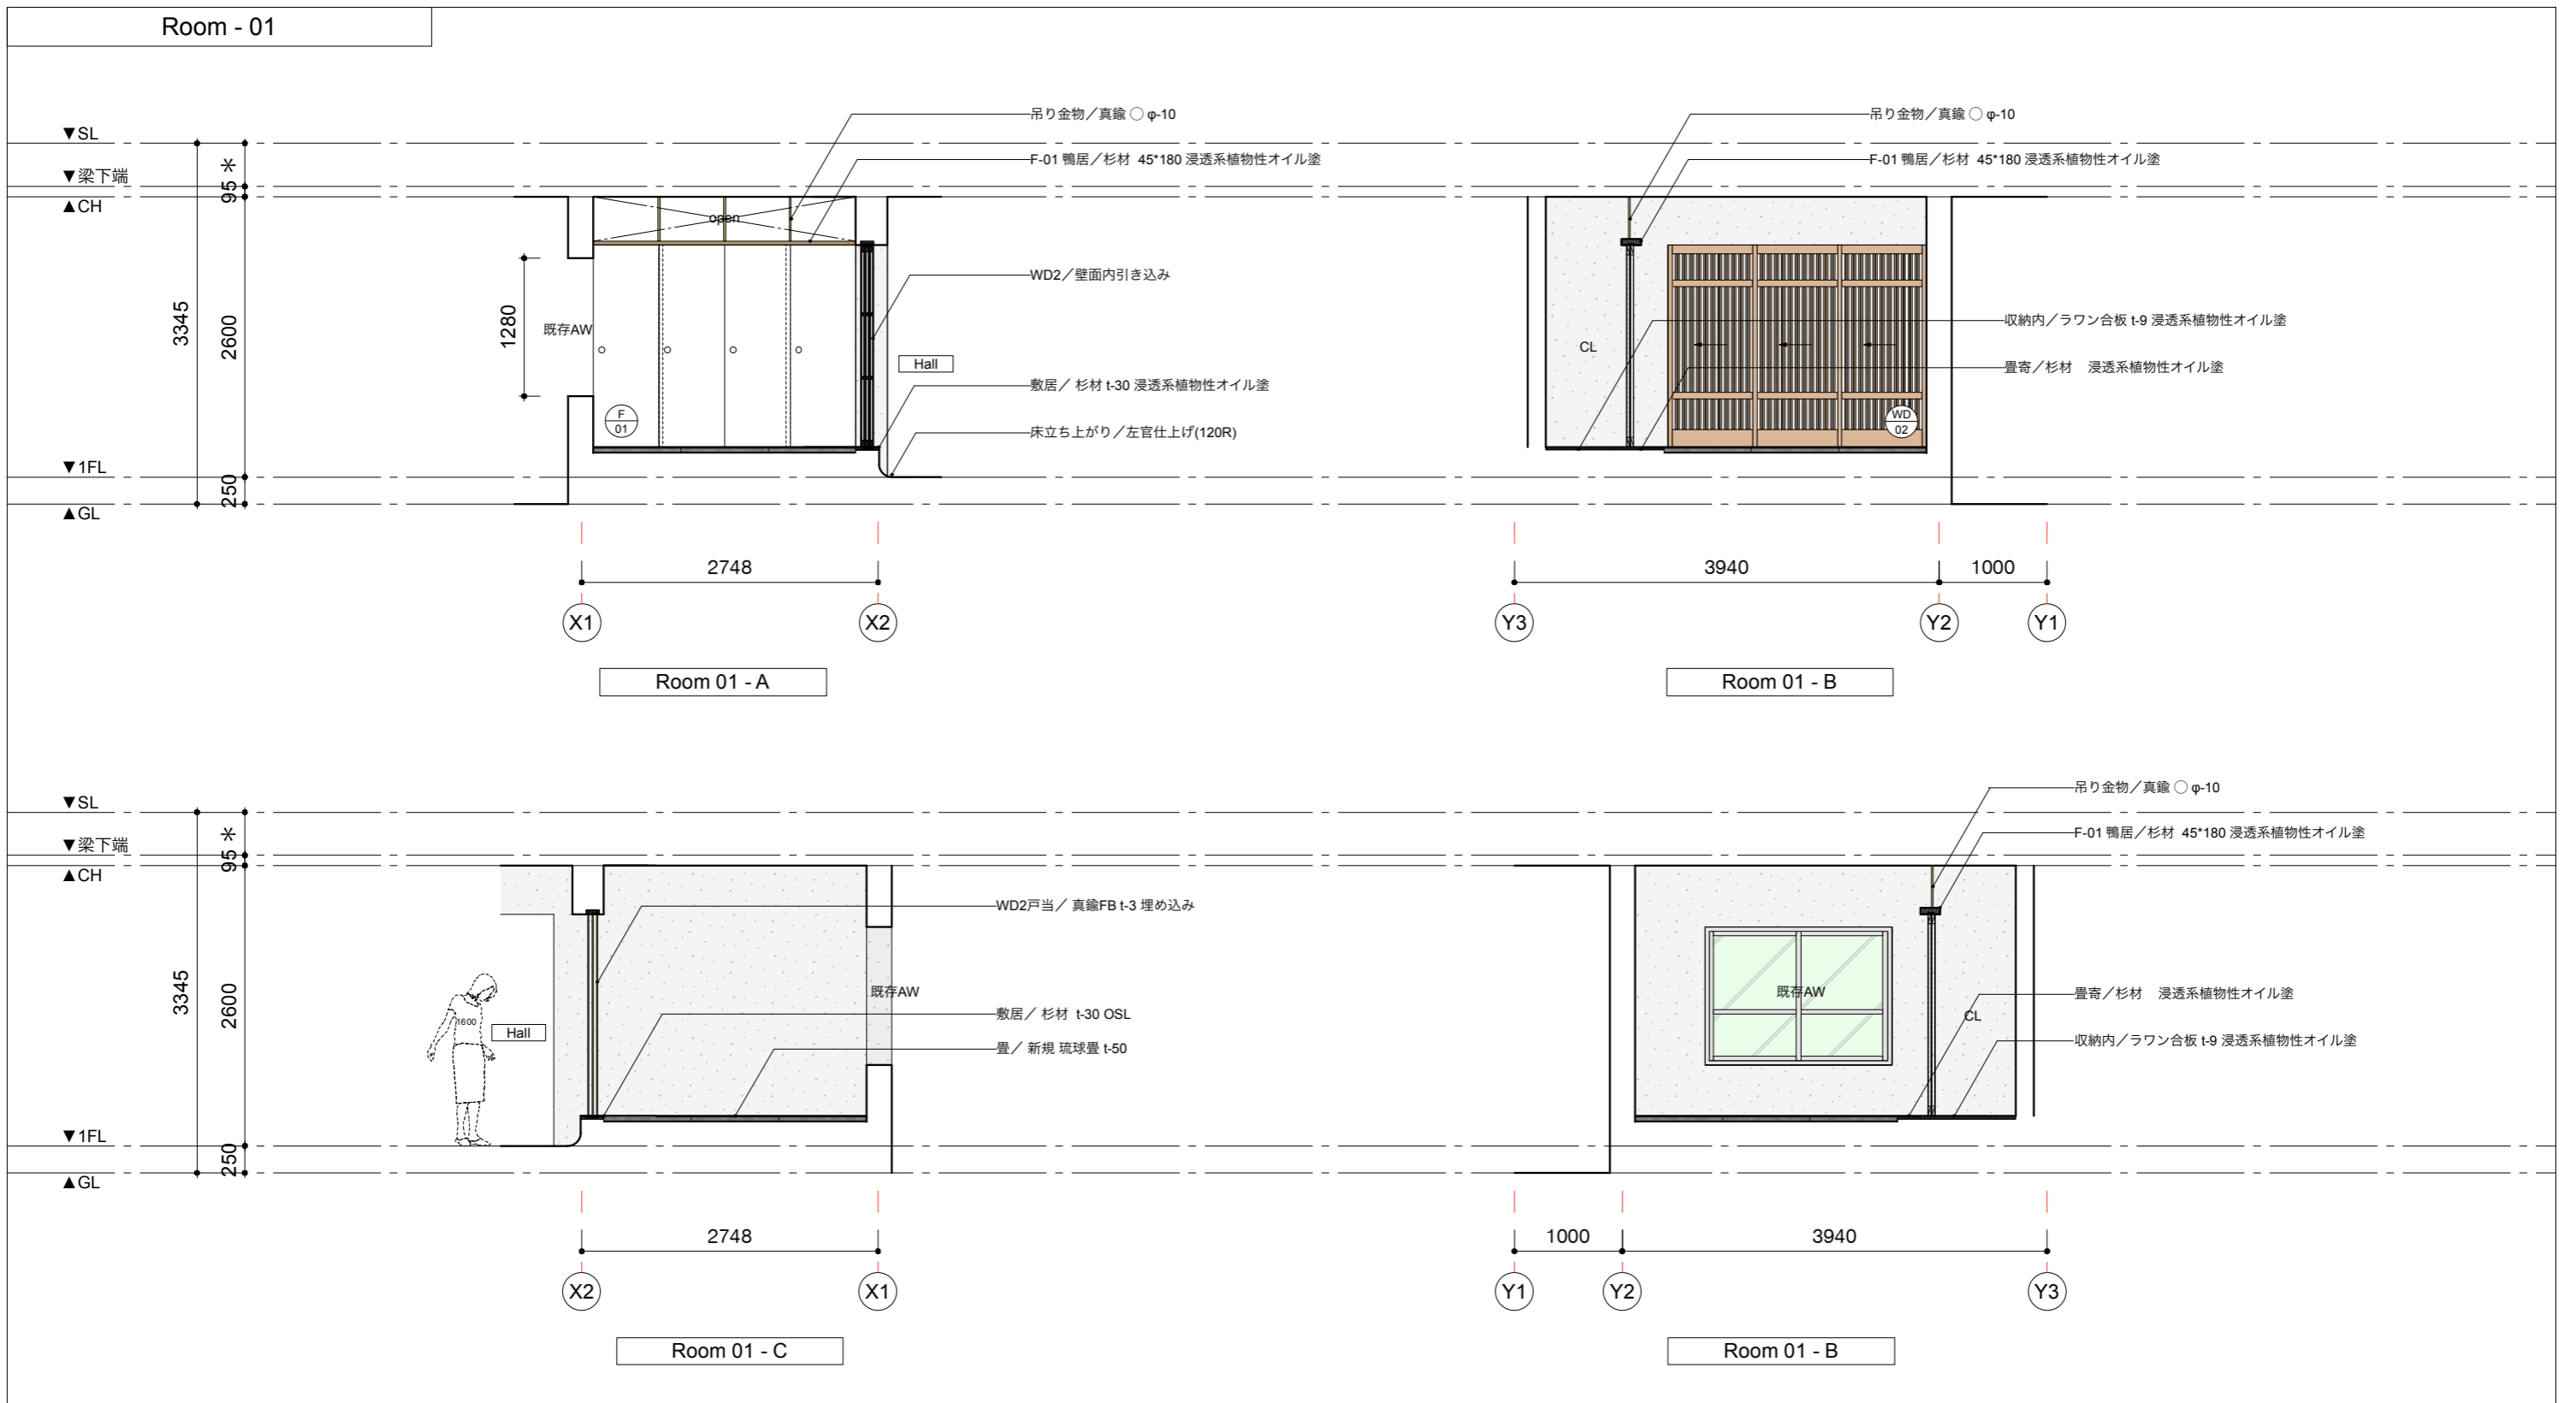 Room - 01
▼SL
▼梁下端
▲CH
▼1FL
▲GL
3345
95 *
2600
250
1280
既存AW
open
F
01
Hall
吊り金物／真鍮 ◯ φ-10
F-01 鴨居／杉材 45*180 浸透系植物性オイル塗
WD2／壁面内引き込み
敷居／ 杉材 t-30 浸透系植物性オイル塗
床立ち上がり／左官仕上げ(120R)
2748
X1
X2
Room 01 - A
吊り金物／真鍮 ◯ φ-10
F-01 鴨居／杉材 45*180 浸透系植物性オイル塗
CL
WD
02
収納内／ラワン合板 t-9 浸透系植物性オイル塗
畳寄／杉材　浸透系植物性オイル塗
3940
1000
Y3
Y2
Y1
Room 01 - B
▼SL
▼梁下端
▲CH
▼1FL
▲GL
3345
95 *
2600
250
1600
Hall
既存AW
WD2戸当／ 真鍮FB t-3 埋め込み
敷居／ 杉材 t-30 OSL
畳／ 新規 琉球畳 t-50
2748
X2
X1
Room 01 - C
吊り金物／真鍮 ◯ φ-10
F-01 鴨居／杉材 45*180 浸透系植物性オイル塗
既存AW
CL
畳寄／杉材　浸透系植物性オイル塗
収納内／ラワン合板 t-9 浸透系植物性オイル塗
1000
3940
Y1
Y2
Y3
Room 01 - B